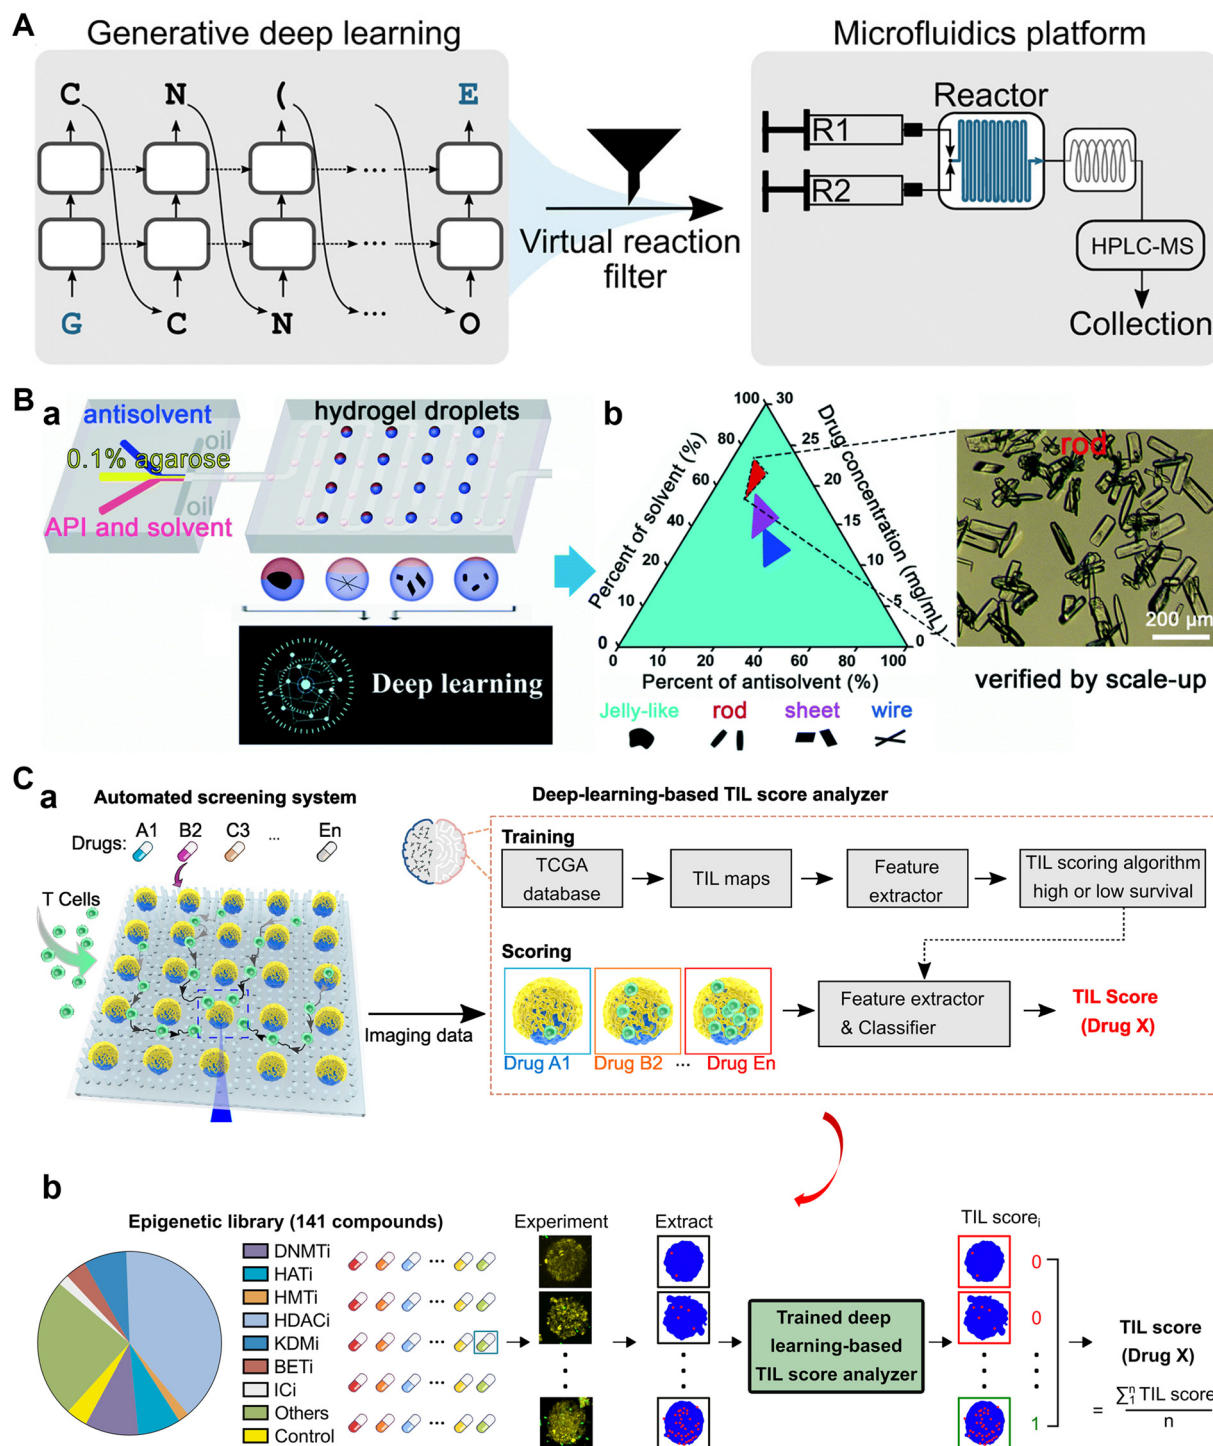 A
Generative deep learning
Microfluidics platform
C N ( ... E
... 
...
G C N ... O
Virtual reaction
filter
R1
R2
Reactor
HPLC-MS
Collection
B
a
antisolvent
0.1% agarose
API and solvent
oil
oil
hydrogel droplets
Deep learning
b
Percent of solvent (%)
0
10
20
40
60
80
100
Drug concentration (mg/mL)
30
25
20
15
10
5
0
0 10 20 40 60 80 100
Percent of antisolvent (%)
Jelly-like rod sheet wire
rod
200 µm
verified by scale-up
C
a
Automated screening system
Drugs:
A1 B2 C3 ... En
T Cells
Imaging data
Deep-learning-based TIL score analyzer
Training
TCGA
database
TIL maps
Feature
extractor
TIL scoring algorithm
high or low survival
Scoring
Drug A1 Drug B2 ... Drug En
Feature extractor
& Classifier
TIL Score
(Drug X)
b
Epigenetic library (141 compounds)
DNMTi
HATi
HMTi
HDACi
KDMi
BETi
ICi
Others
Control
...
...
...
...
...
Experiment
Extract
Trained deep
learning-based
TIL score analyzer
TIL scoreᵢ
0
0
1
TIL score
(Drug X)
= ∑₁ⁿ TIL score
n